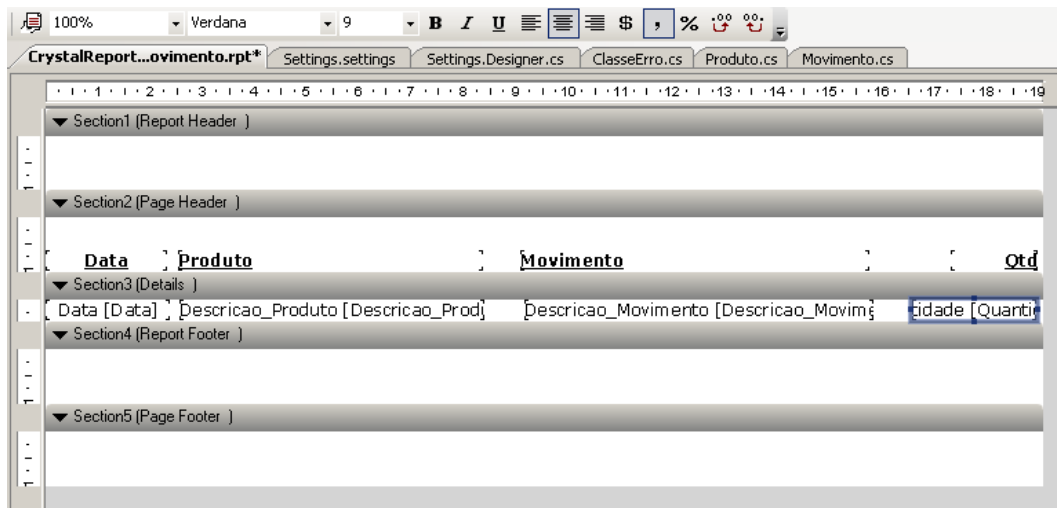 100% Verdana 9 B I U $ , %
CrystalReport...ovimento.rpt* Settings.settings Settings.Designer.cs ClasseErro.cs Produto.cs Movimento.cs
1 2 3 4 5 6 7 8 9 10 11 12 13 14 15 16 17 18 19
Section1 (Report Header )
Section2 (Page Header )
Data Produto Movimento Qtd
Section3 (Details )
Data [Data] Descricao_Produto [Descricao_Prod Descricao_Movimento [Descricao_Movime tidade [Quanti
Section4 (Report Footer )
Section5 (Page Footer )